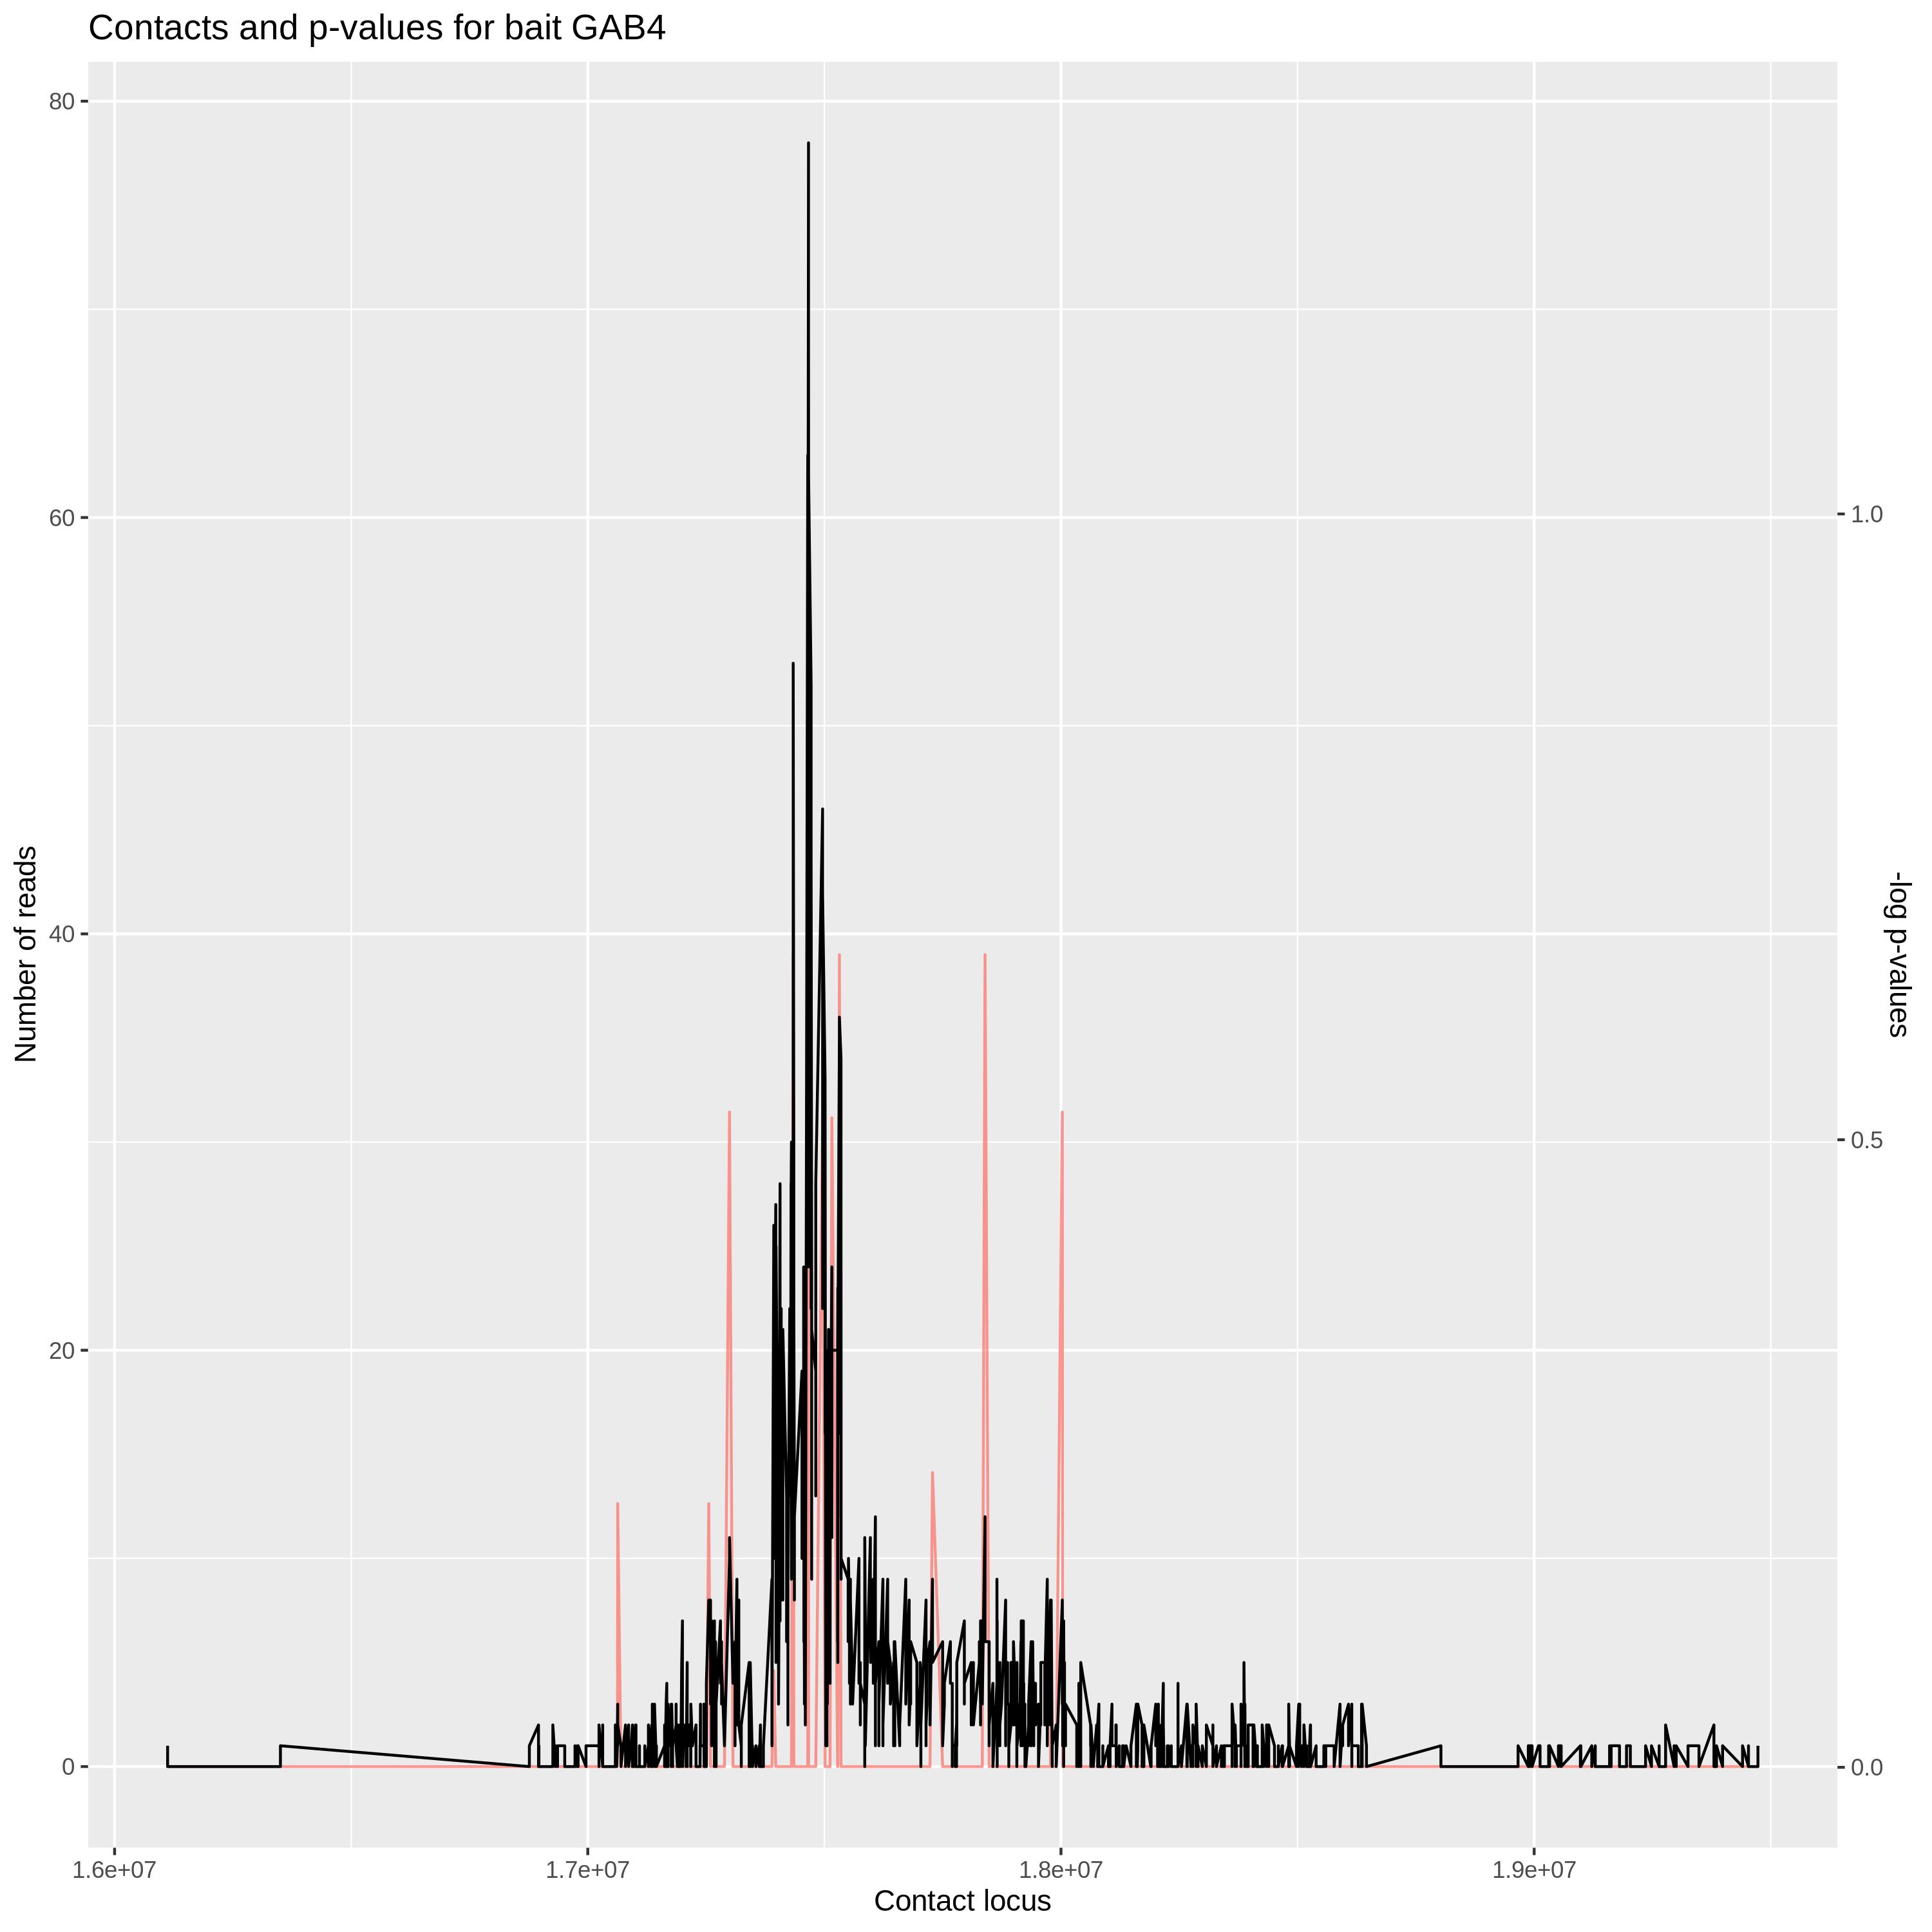 Contacts and p-values for bait GAB4
80
60
40
20
0
Number of reads
1.0
0.5
0.0
-log p-values
1.6e+07
1.7e+07
1.8e+07
1.9e+07
Contact locus